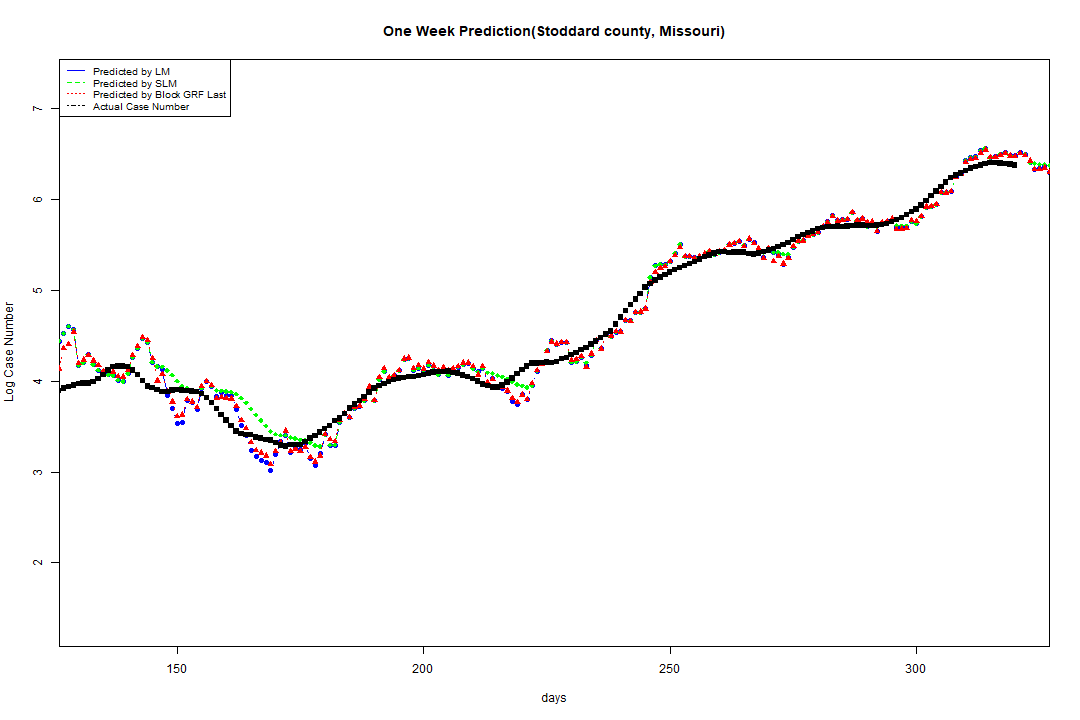 One Week Prediction(Stoddard county, Missouri)
Predicted by LM
Predicted by SLM
Predicted by Block GRF Last
Actual Case Number
7
6
5
4
3
2
Log Case Number
150 200 250 300
days